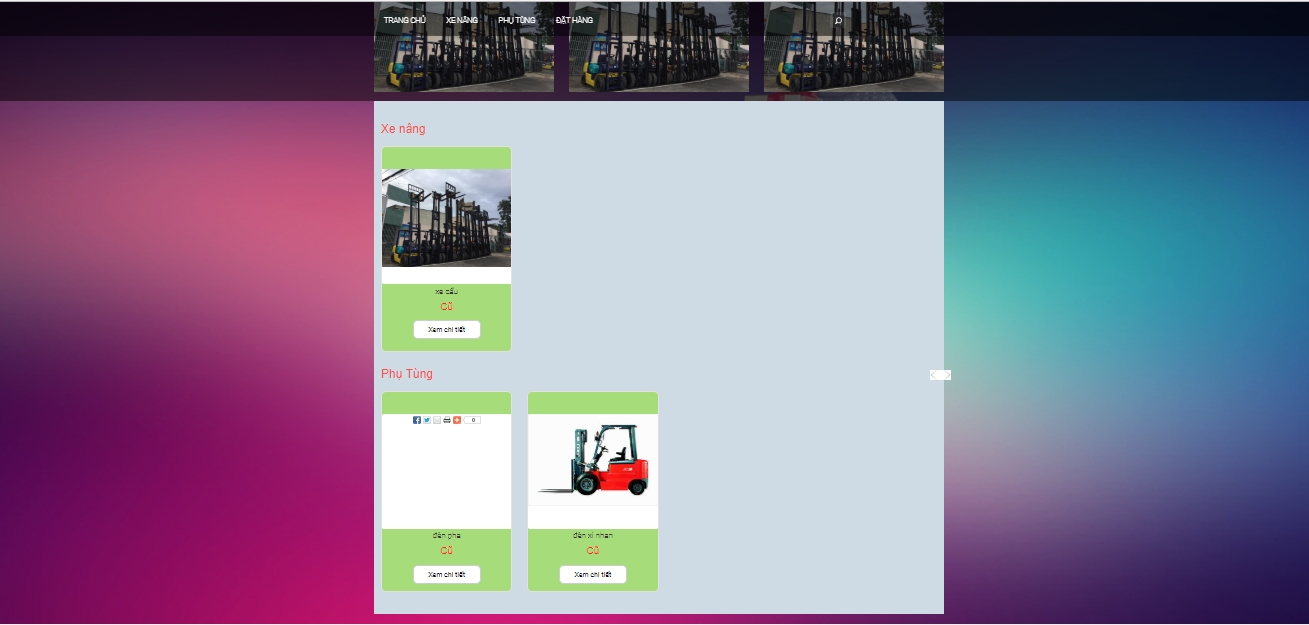 TRANG CHỦ XE NÂNG PHỤ TÙNG ĐẶT HÀNG
Xe nâng
xe cẩu
Cũ
Xem chi tiết
Phụ Tùng
0
đèn pha
Cũ
Xem chi tiết
đèn xi nhan
Cũ
Xem chi tiết